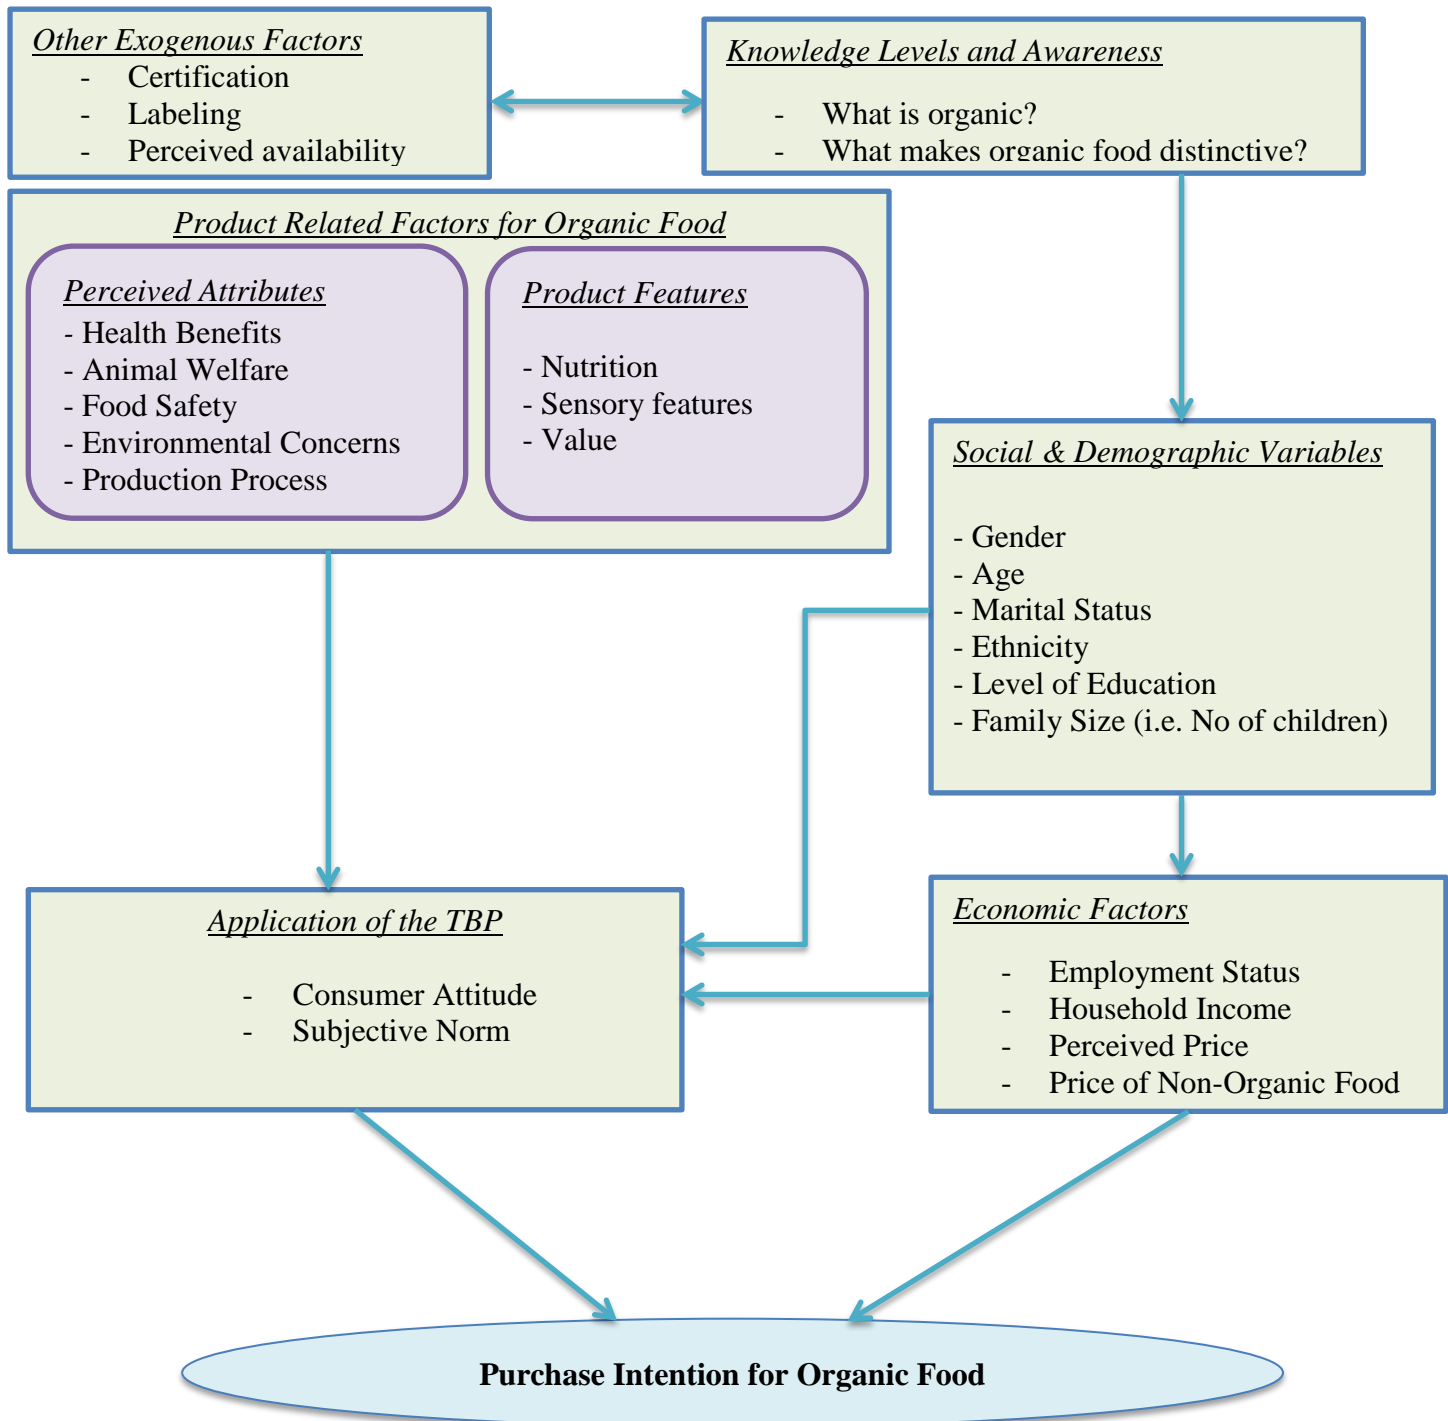 Other Exogenous Factors
- Certification
- Labeling
- Perceived availability
Knowledge Levels and Awareness
- What is organic?
- What makes organic food distinctive?
Product Related Factors for Organic Food
Perceived Attributes
- Health Benefits
- Animal Welfare
- Food Safety
- Environmental Concerns
- Production Process
Product Features
- Nutrition
- Sensory features
- Value
Social & Demographic Variables
- Gender
- Age
- Marital Status
- Ethnicity
- Level of Education
- Family Size (i.e. No of children)
Application of the TBP
- Consumer Attitude
- Subjective Norm
Economic Factors
- Employment Status
- Household Income
- Perceived Price
- Price of Non-Organic Food
Purchase Intention for Organic Food